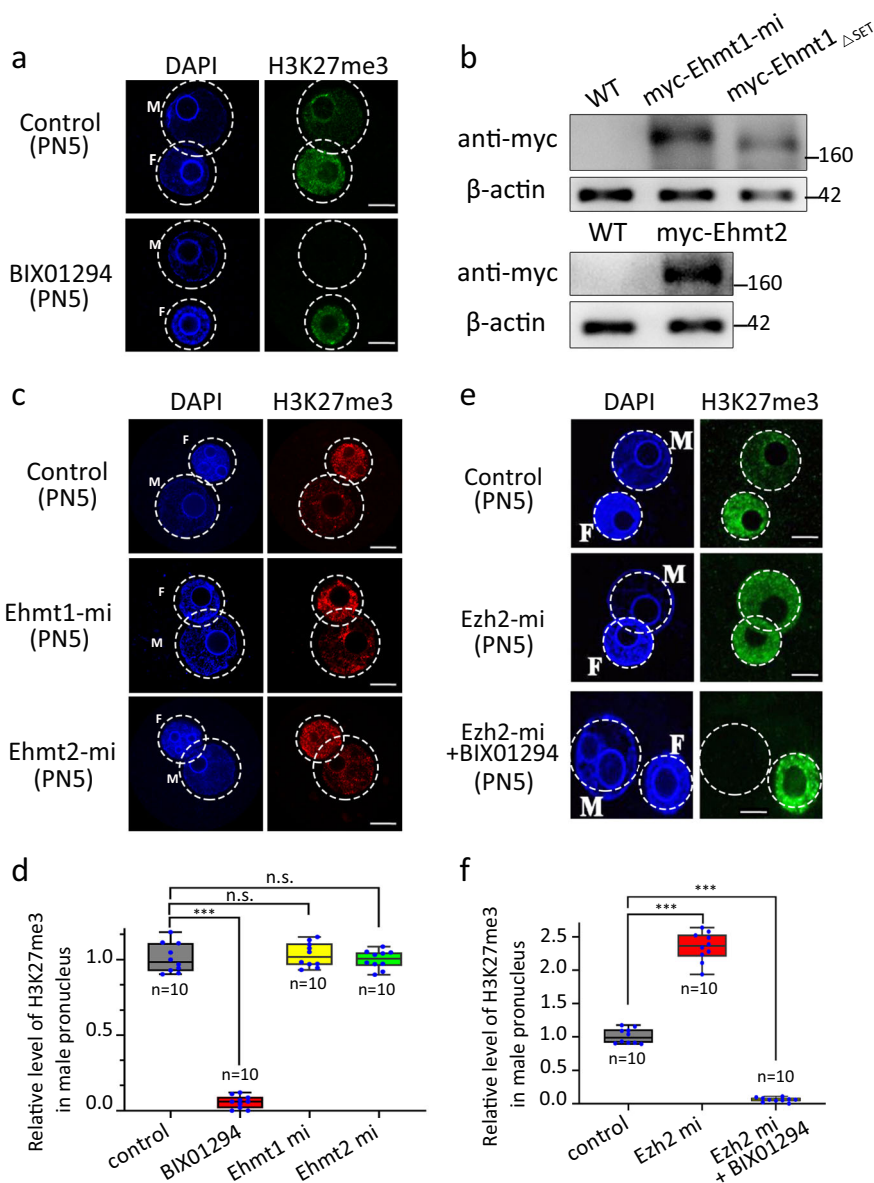 a
DAPI H3K27me3
Control
(PN5)
M
F
BIX01294
(PN5)
M
F
b
WT myc-Ehmt1-mi myc-Ehmt1 △SET
anti-myc
160
β-actin
42
WT myc-Ehmt2
anti-myc
160
β-actin
42
c
DAPI H3K27me3
Control
(PN5)
F
M
Ehmt1-mi
(PN5)
F
M
Ehmt2-mi
(PN5)
F
M
e
DAPI H3K27me3
Control
(PN5)
M
F
Ezh2-mi
(PN5)
M
F
Ezh2-mi
+BIX01294
(PN5)
F
M
d
Relative level of H3K27me3
in male pronucleus
n.s.
n.s.
***
1.0
0.5
0.0
n=10
n=10
n=10
n=10
control
BIX01294
Ehmt1 mi
Ehmt2 mi
f
Relative level of H3K27me3
in male pronucleus
***
***
2.5
2.0
1.5
1.0
0.5
0.0
n=10
n=10
n=10
control
Ezh2 mi
Ezh2 mi
+ BIX01294